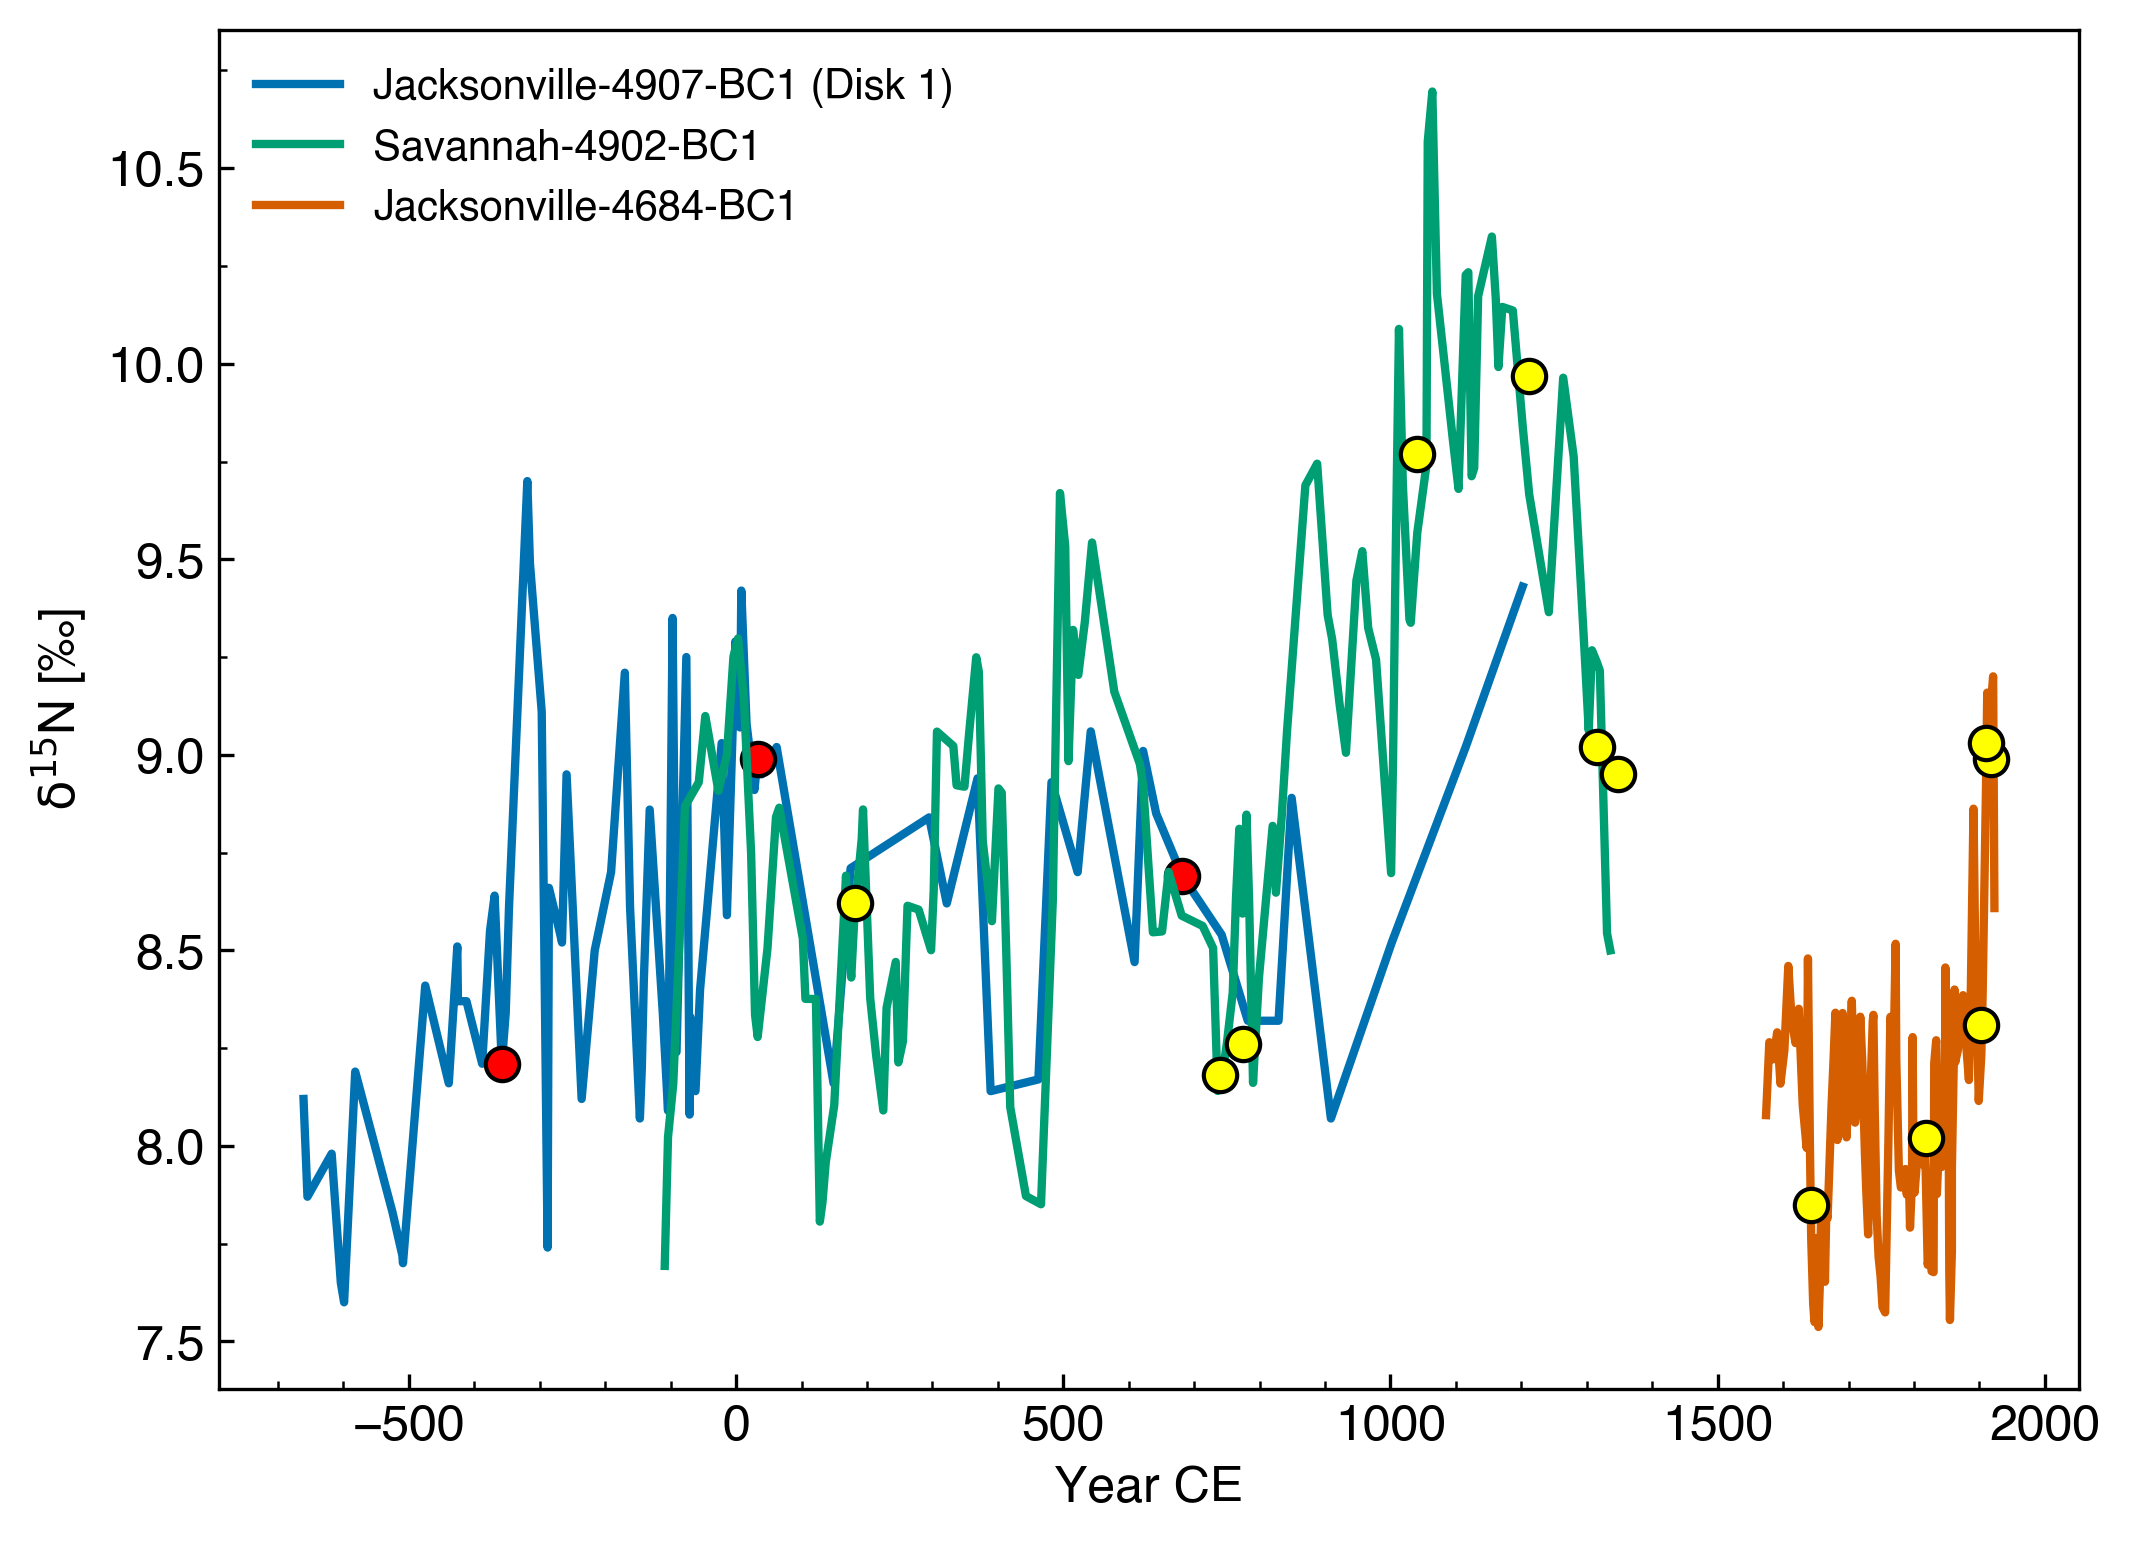 Jacksonville-4907-BC1 (Disk 1)
Savannah-4902-BC1
Jacksonville-4684-BC1
10.5
10.0
9.5
9.0
8.5
8.0
7.5
δ¹⁵N [‰]
−500 0 500 1000 1500 2000
Year CE